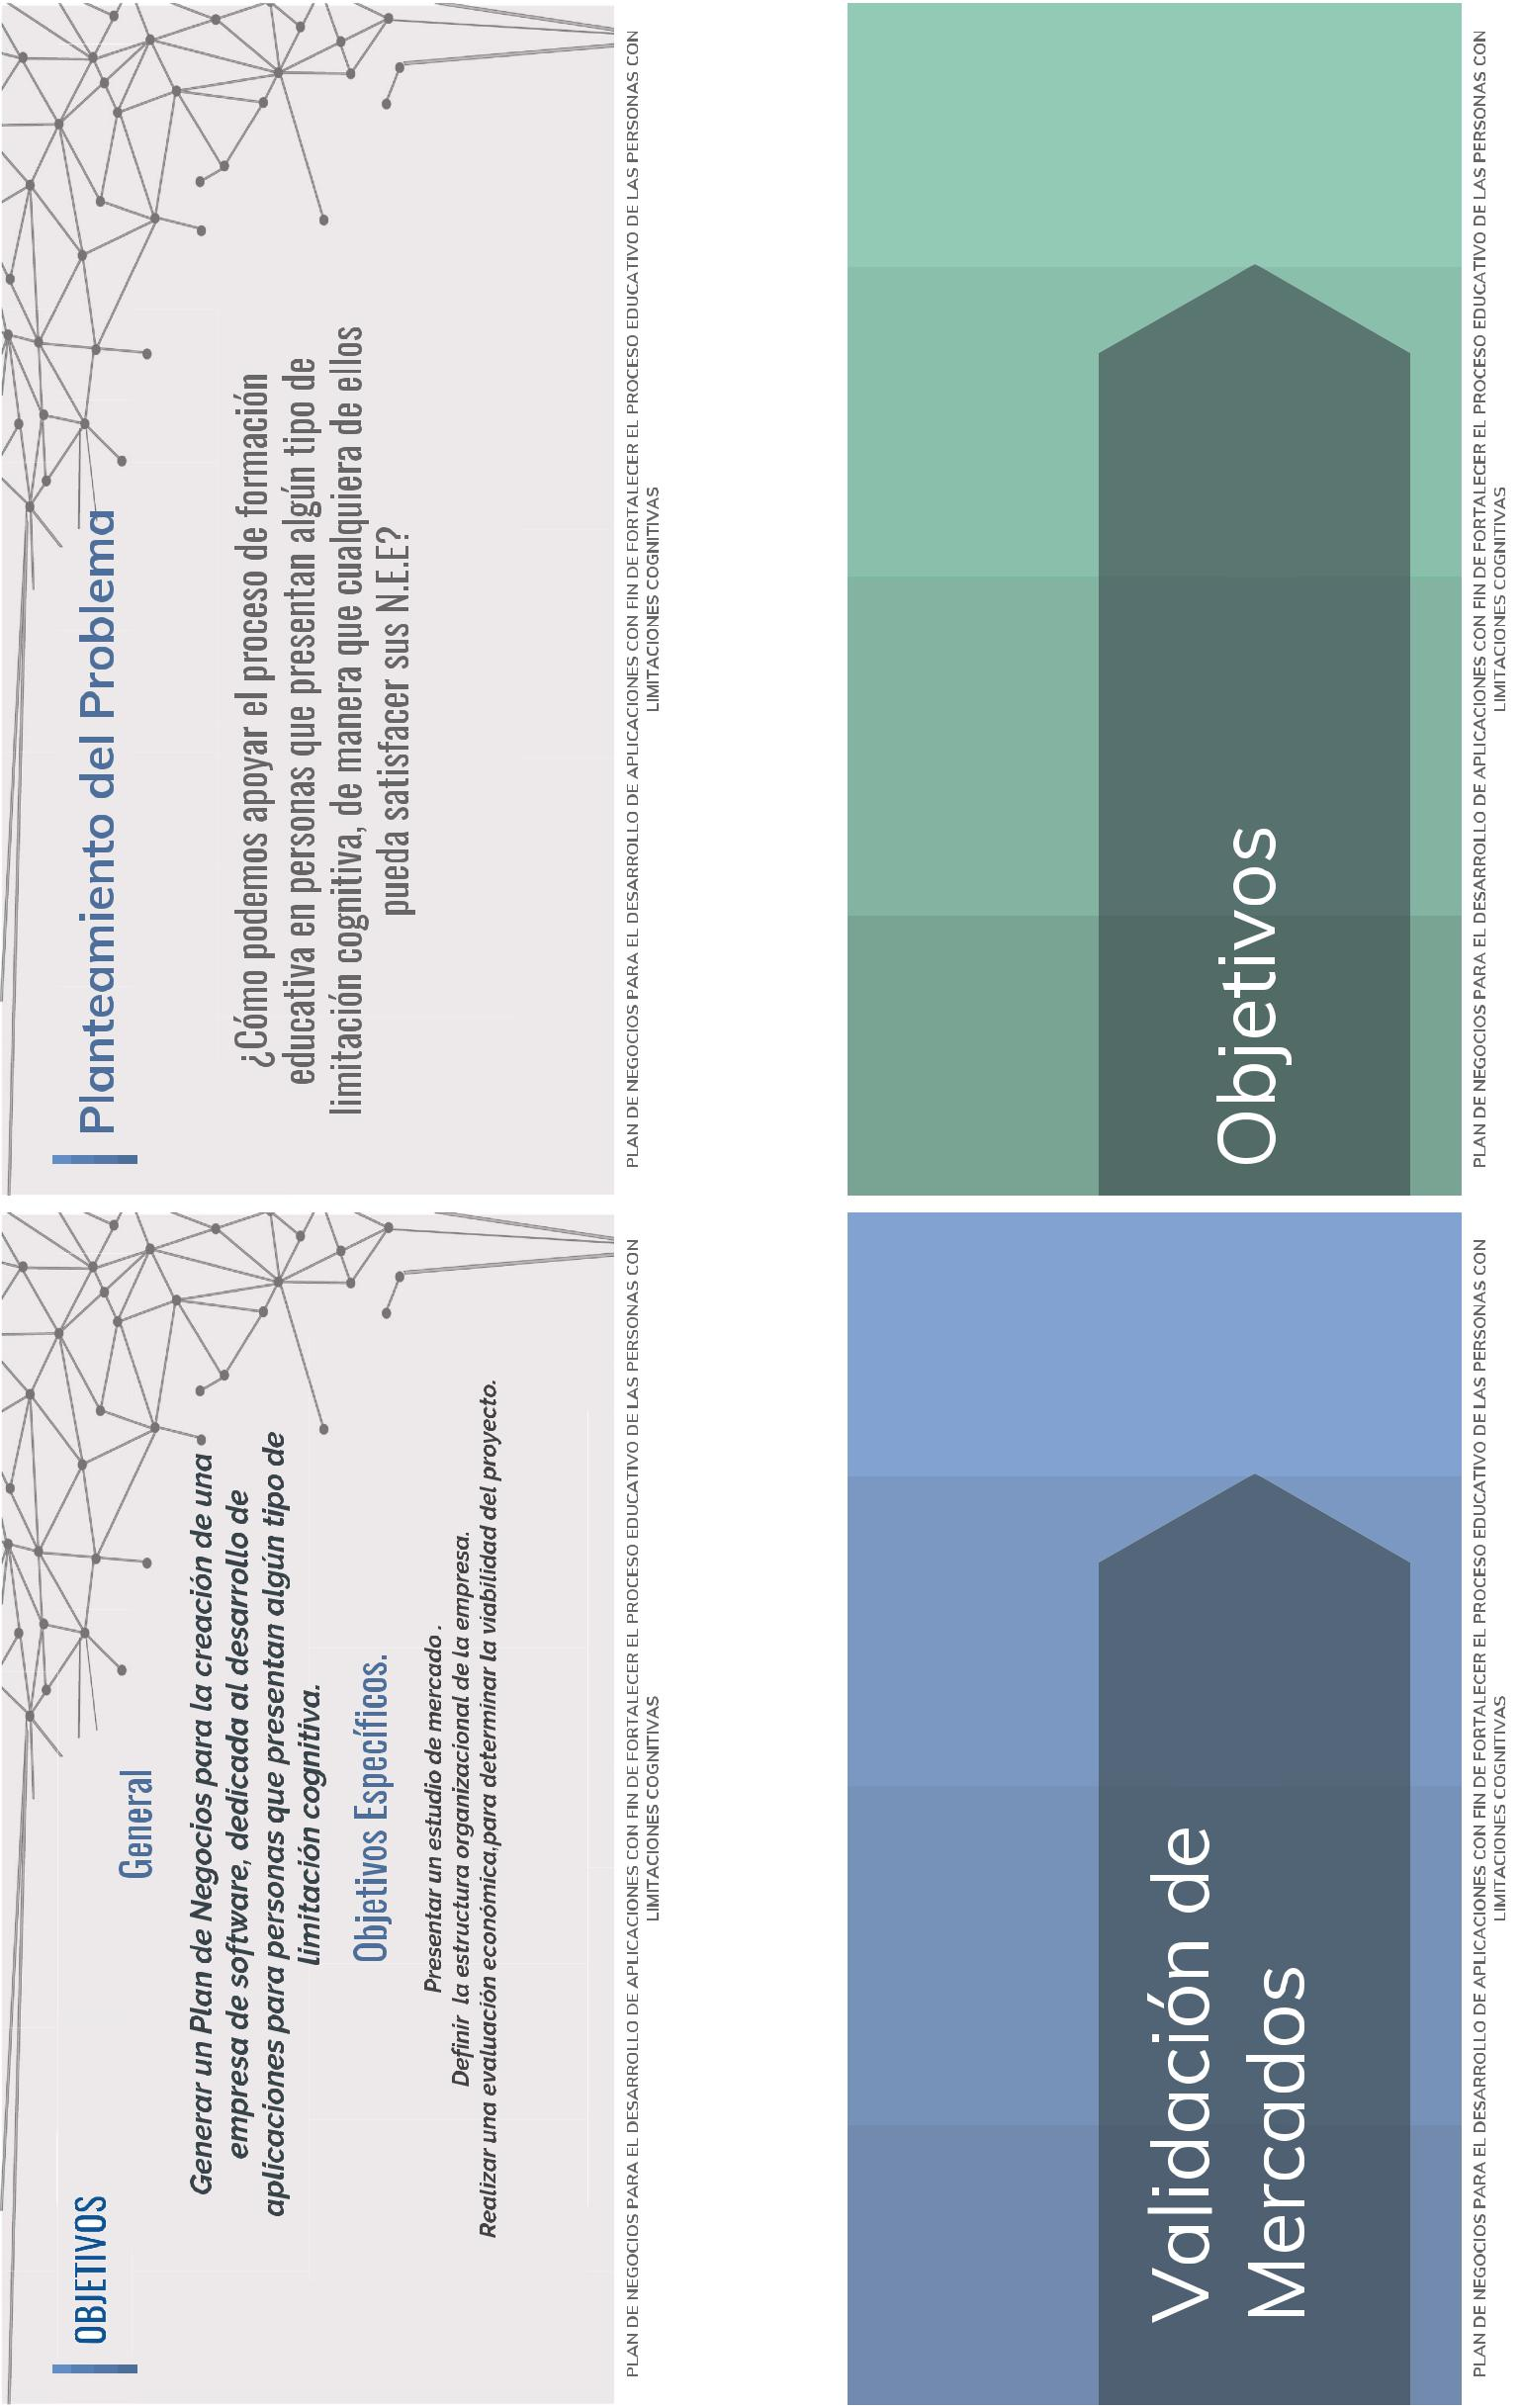 OBJETIVOS
General
Generar un Plan de Negocios para la creación de una
empresa de software, dedicada al desarrollo de
aplicaciones para personas que presentan algún tipo de
limitación cognitiva.
Objetivos Específicos.
Presentar un estudio de mercado .
Definir la estructura organizacional de la empresa.
Realizar una evaluación económica,para determinar la viabilidad del proyecto.
PLAN DE NEGOCIOS PARA EL DESARROLLO DE APLICACIONES CON FIN DE FORTALECER EL PROCESO EDUCATIVO DE LAS PERSONAS CON
LIMITACIONES COGNITIVAS
Planteamiento del Problema
¿Cómo podemos apoyar el proceso de formación
educativa en personas que presentan algún tipo de
limitación cognitiva, de manera que cualquiera de ellos
pueda satisfacer sus N.E.E?
PLAN DE NEGOCIOS PARA EL DESARROLLO DE APLICACIONES CON FIN DE FORTALECER EL PROCESO EDUCATIVO DE LAS PERSONAS CON
LIMITACIONES COGNITIVAS
Validación de
Mercados
PLAN DE NEGOCIOS PARA EL DESARROLLO DE APLICACIONES CON FIN DE FORTALECER EL PROCESO EDUCATIVO DE LAS PERSONAS CON
LIMITACIONES COGNITIVAS
Objetivos
PLAN DE NEGOCIOS PARA EL DESARROLLO DE APLICACIONES CON FIN DE FORTALECER EL PROCESO EDUCATIVO DE LAS PERSONAS CON
LIMITACIONES COGNITIVAS